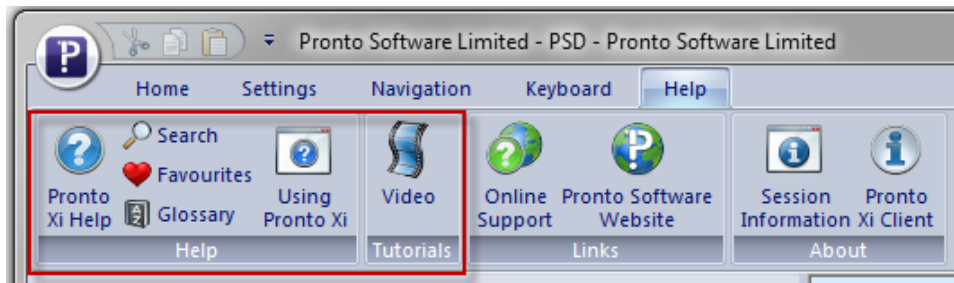 Pronto Software Limited - PSD - Pronto Software Limited
Home Settings Navigation Keyboard Help
Pronto
Xi Help
Search
Favourites
Glossary
Using
Pronto Xi
Video
Online
Support
Pronto Software
Website
Session
Information
Pronto
Xi Client
Help Tutorials Links About